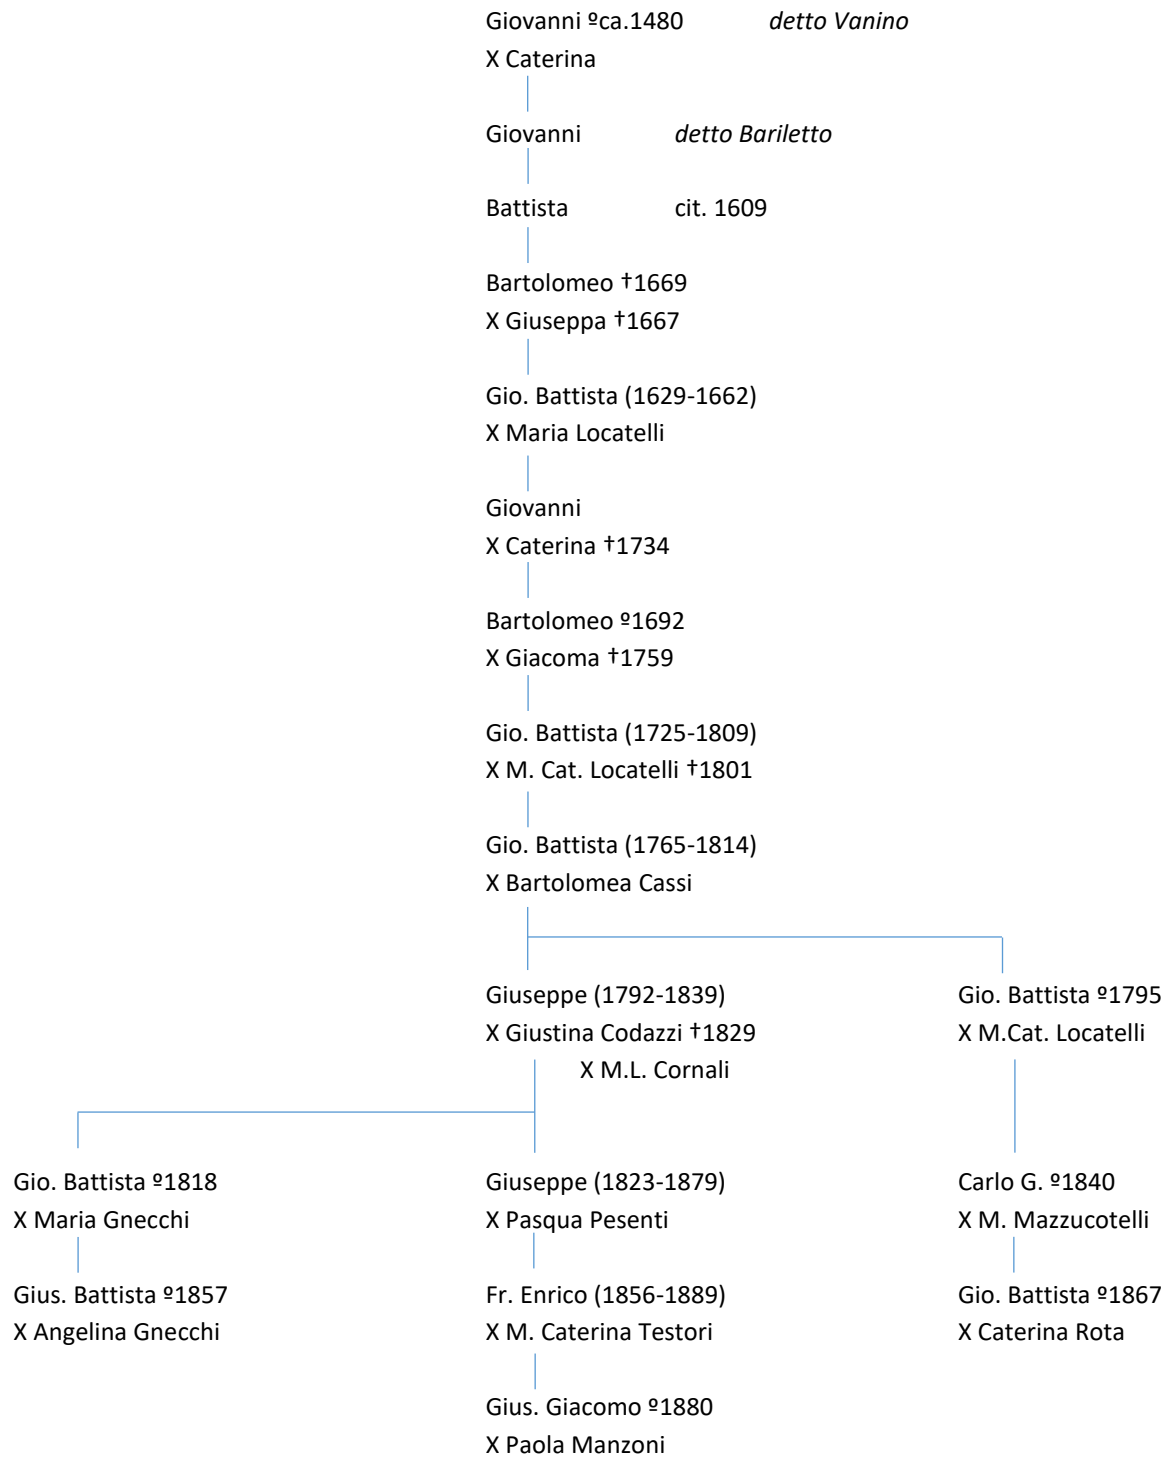 Giovanni ºca.1480 detto Vanino
X Caterina
Giovanni detto Bariletto
Battista cit. 1609
Bartolomeo †1669
X Giuseppa †1667
Gio. Battista (1629-1662)
X Maria Locatelli
Giovanni
X Caterina †1734
Bartolomeo º1692
X Giacoma †1759
Gio. Battista (1725-1809)
X M. Cat. Locatelli †1801
Gio. Battista (1765-1814)
X Bartolomea Cassi
Giuseppe (1792-1839) Gio. Battista º1795
X Giustina Codazzi †1829 X M.Cat. Locatelli
X M.L. Cornali
Gio. Battista º1818 Giuseppe (1823-1879) Carlo G. º1840
X Maria Gnecchi X Pasqua Pesenti X M. Mazzucotelli
Gius. Battista º1857 Fr. Enrico (1856-1889) Gio. Battista º1867
X Angelina Gnecchi X M. Caterina Testori X Caterina Rota
Gius. Giacomo º1880
X Paola Manzoni